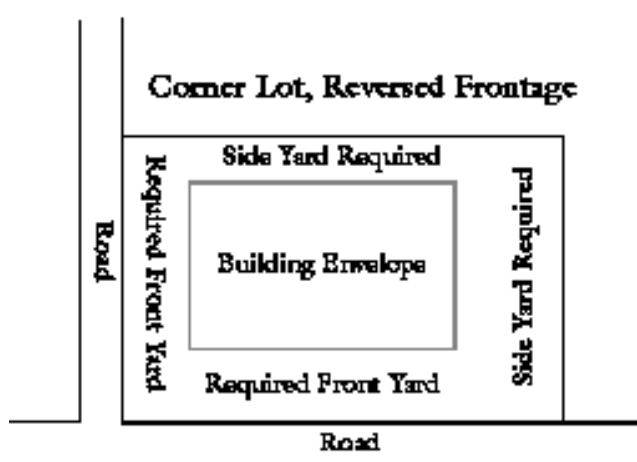 Corner Lot, Reversed Frontage
Side Yard Required
Required Front Yard
Road
Building Envelope
Side Yard Required
Required Front Yard
Road